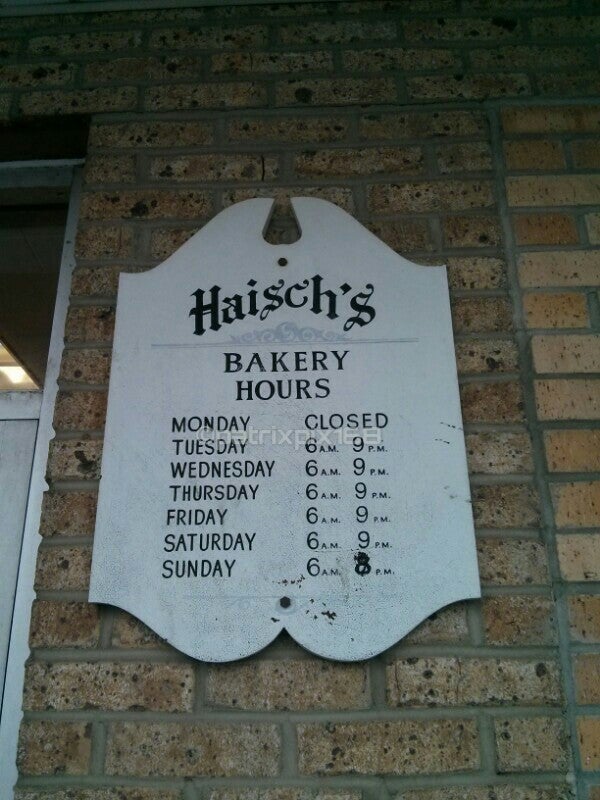 Haisch's
BAKERY
HOURS
MONDAY CLOSED
TUESDAY 6 A.M. 9 P.M.
WEDNESDAY 6 A.M. 9 P.M.
THURSDAY 6 A.M. 9 P.M.
FRIDAY 6 A.M. 9 P.M.
SATURDAY 6 A.M. 9 P.M.
SUNDAY 6 A.M. 8 P.M.